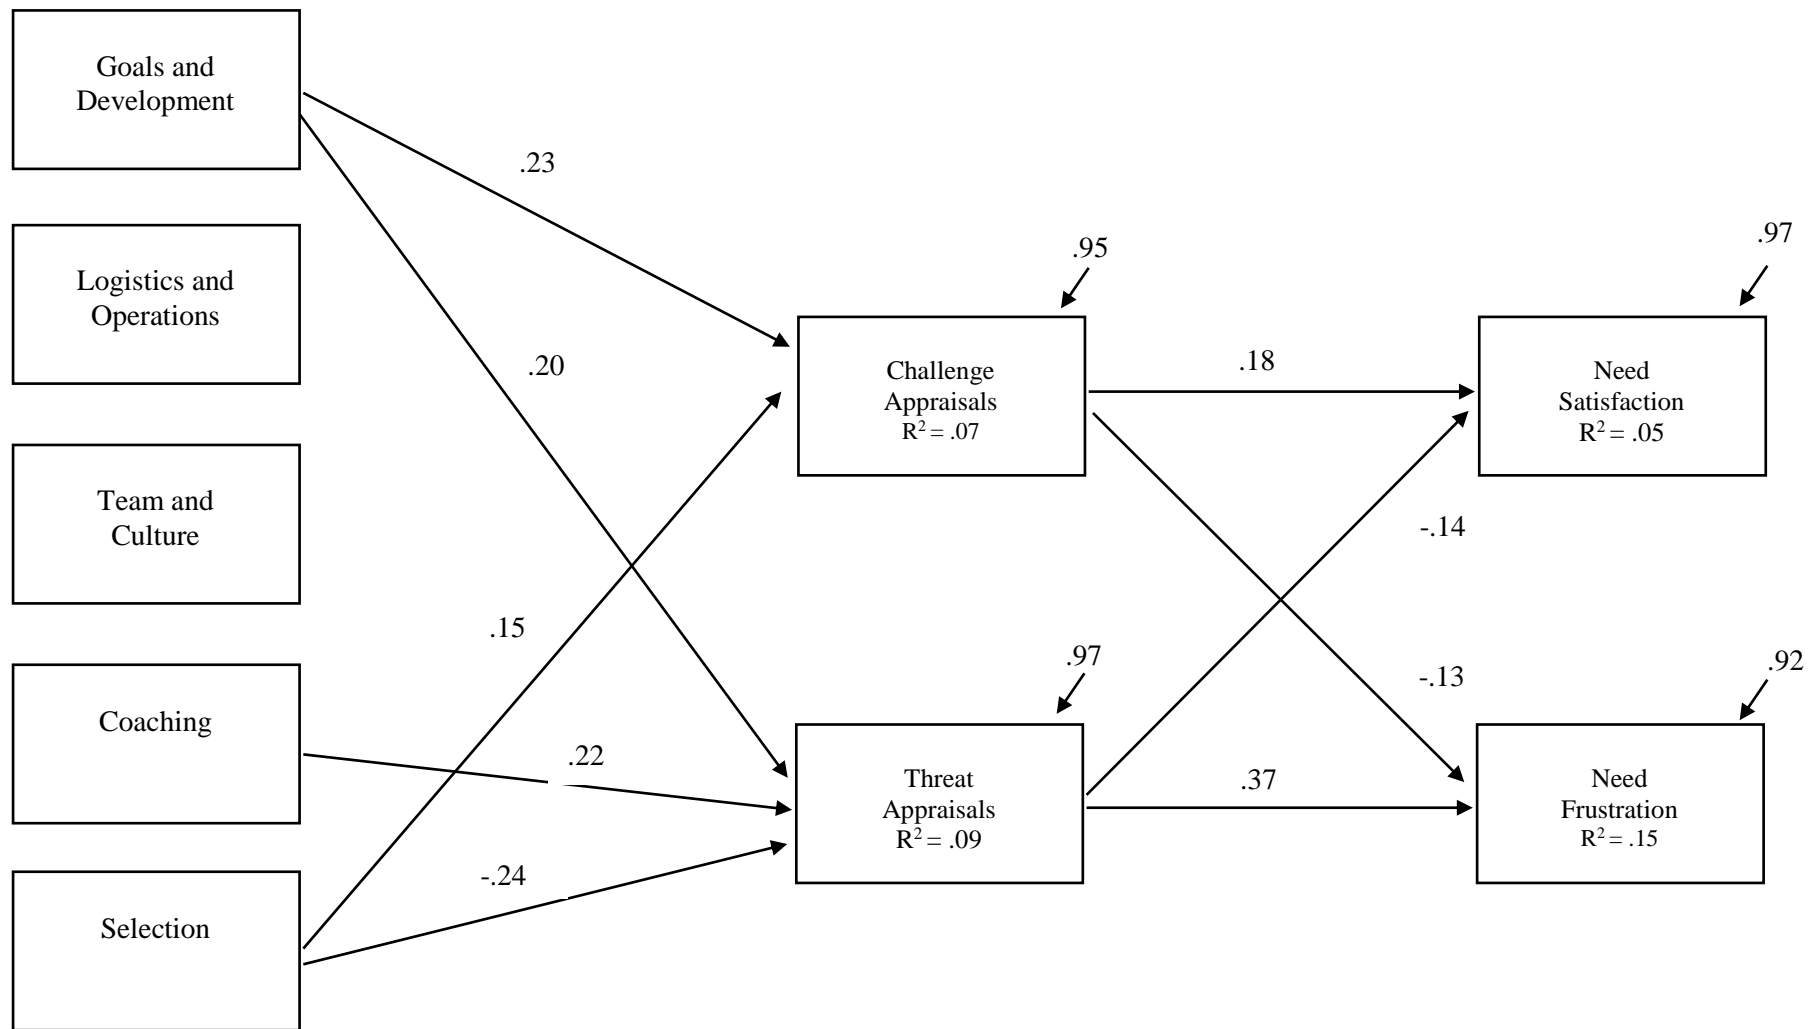 Goals and
Development
.23
Logistics and
Operations
.20
Team and
Culture
.15
Coaching
.22
Selection
-.24
.95
Challenge
Appraisals
R² = .07
.97
Threat
Appraisals
R² = .09
.18
-.14
-.13
.37
.97
Need
Satisfaction
R² = .05
.92
Need
Frustration
R² = .15